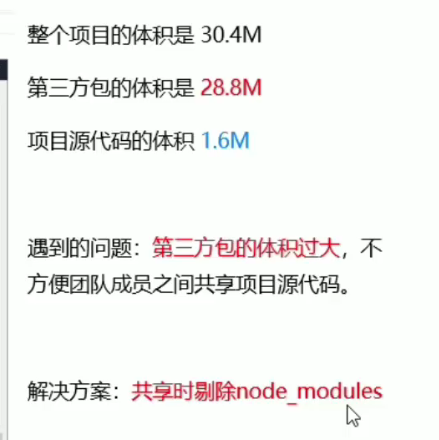 整个项目的体积是 30.4M
第三方包的体积是 28.8M
项目源代码的体积 1.6M
遇到的问题：第三方包的体积过大，不
方便团队成员之间共享项目源代码。
解决方案：共享时剔除node_modules